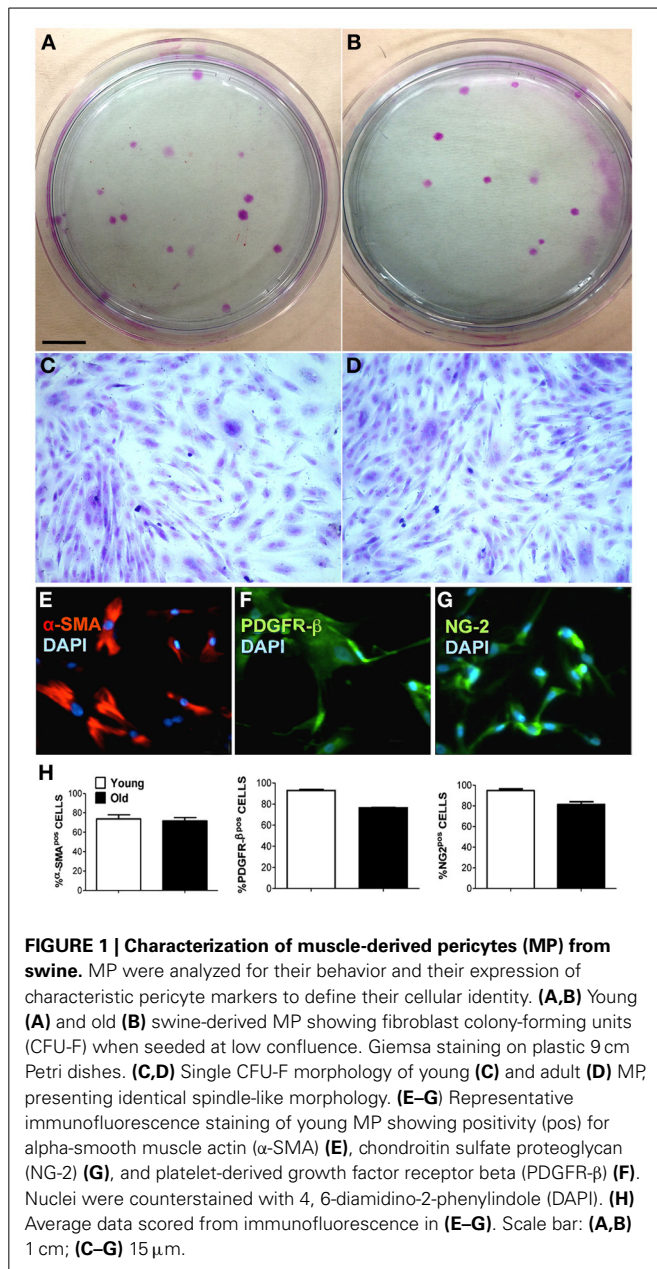 A
B
C
D
E
α-SMA
DAPI
F
PDGFR-β
DAPI
G
NG-2
DAPI
H
Young
Old
100
80
60
40
20
0
%α-SMAᵖᵒˢ CELLS
100
80
60
40
20
0
%PDGFR-βᵖᵒˢ CELLS
100
80
60
40
20
0
%NG2ᵖᵒˢ CELLS
FIGURE 1 | Characterization of muscle-derived pericytes (MP) from
swine. MP were analyzed for their behavior and their expression of
characteristic pericyte markers to define their cellular identity. (A,B) Young
(A) and old (B) swine-derived MP showing fibroblast colony-forming units
(CFU-F) when seeded at low confluence. Giemsa staining on plastic 9 cm
Petri dishes. (C,D) Single CFU-F morphology of young (C) and adult (D) MP,
presenting identical spindle-like morphology. (E–G) Representative
immunofluorescence staining of young MP showing positivity (pos) for
alpha-smooth muscle actin (α-SMA) (E), chondroitin sulfate proteoglycan
(NG-2) (G), and platelet-derived growth factor receptor beta (PDGFR-β) (F).
Nuclei were counterstained with 4, 6-diamidino-2-phenylindole (DAPI). (H)
Average data scored from immunofluorescence in (E–G). Scale bar: (A,B)
1 cm; (C–G) 15 μm.